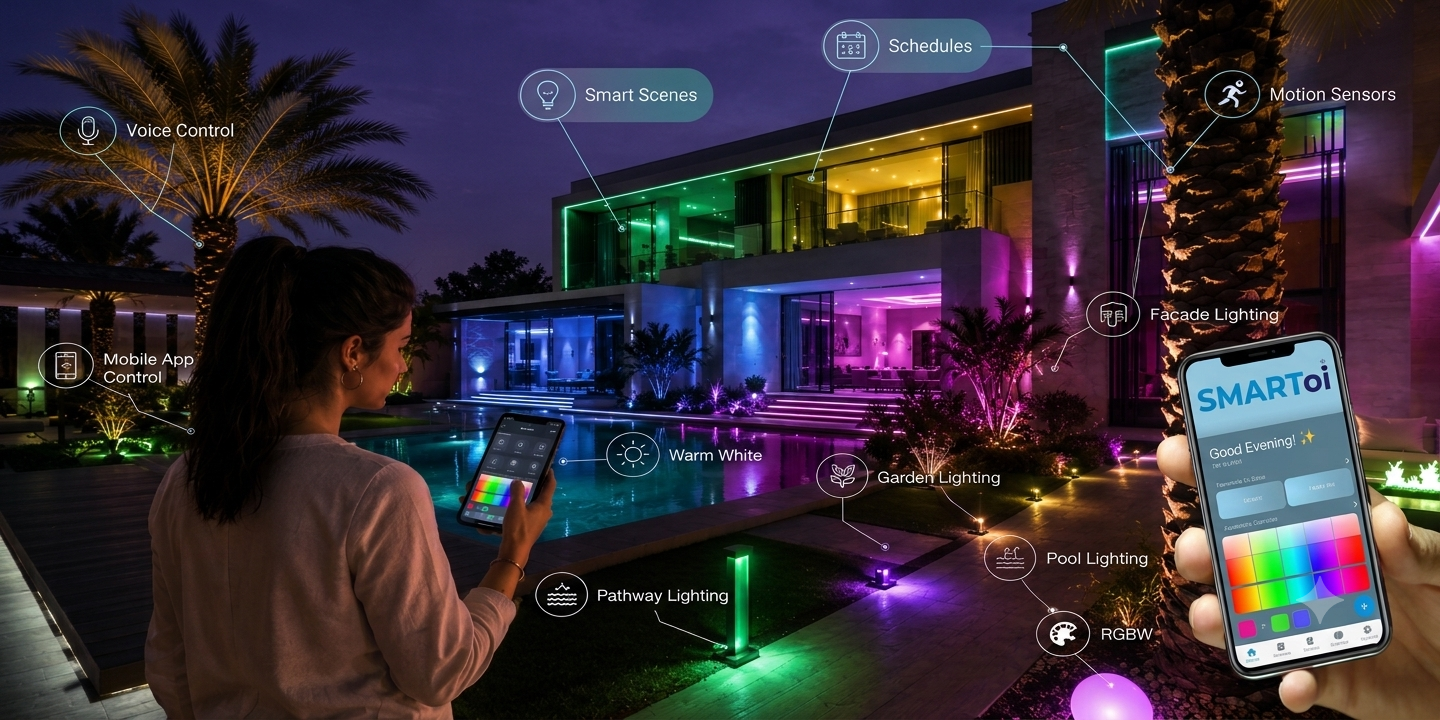 Schedules
Smart Scenes
Motion Sensors
Voice Control
Facade Lighting
Mobile App
Control
SMARToi
Good Evening! ✨
Warm White
Garden Lighting
Pool Lighting
Pathway Lighting
RGBW